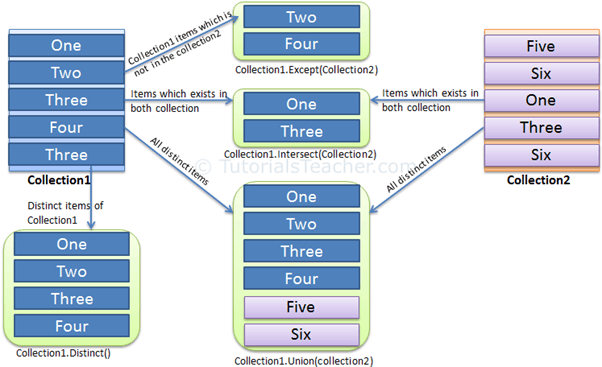 One
Two
Three
Four
Three
Collection1
Collection1 items which is
not in the collection2
Two
Four
Collection1.Except(Collection2)
Items which exists in
both collection
One
Three
Collection1.Intersect(Collection2)
Items which exists in
both collection
Five
Six
One
Three
Six
Collection2
© TutorialsTeacher.com
All distinct items
All distinct items
One
Two
Three
Four
Five
Six
Collection1.Union(collection2)
Distinct items of
Collection1
One
Two
Three
Four
Collection1.Distinct()